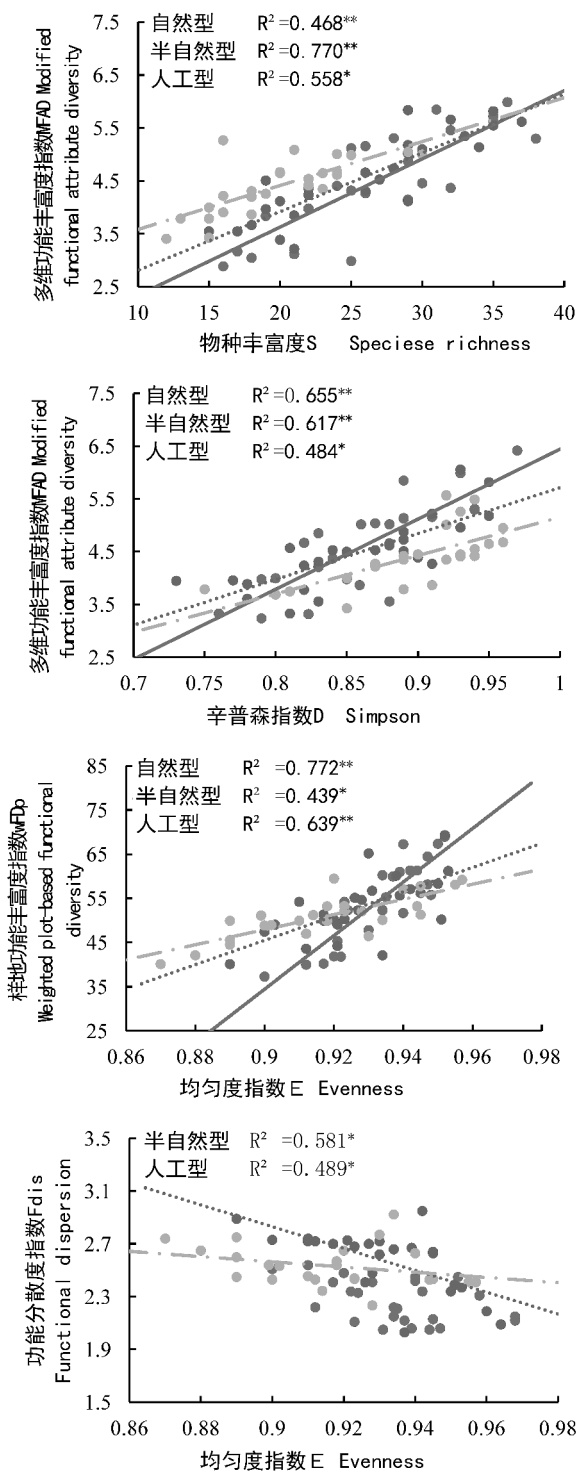 自然型 R²=0.468**
半自然型 R²=0.770**
人工型 R²=0.558*
多维功能丰富度指数MFAD Modified
functional attribute diversity
7.5
6.5
5.5
4.5
3.5
2.5
10 15 20 25 30 35 40
物种丰富度S Speciese richness
自然型 R²=0.655**
半自然型 R²=0.617**
人工型 R²=0.484*
多维功能丰富度指数MFAD Modified
functional attribute diversity
7.5
6.5
5.5
4.5
3.5
2.5
0.7 0.75 0.8 0.85 0.9 0.95 1
辛普森指数D Simpson
自然型 R² =0.772**
半自然型 R² =0.439*
人工型 R² =0.639**
样地功能丰富度指数wFDp
Weighted plot-based functional
diversity
85
75
65
55
45
35
25
0.86 0.88 0.9 0.92 0.94 0.96 0.98
均匀度指数E Evenness
半自然型 R² =0.581*
人工型 R² =0.489*
功能分散度指数Fdis
Functional dispersion
3.5
3.1
2.7
2.3
1.9
1.5
0.86 0.88 0.9 0.92 0.94 0.96 0.98
均匀度指数E Evenness